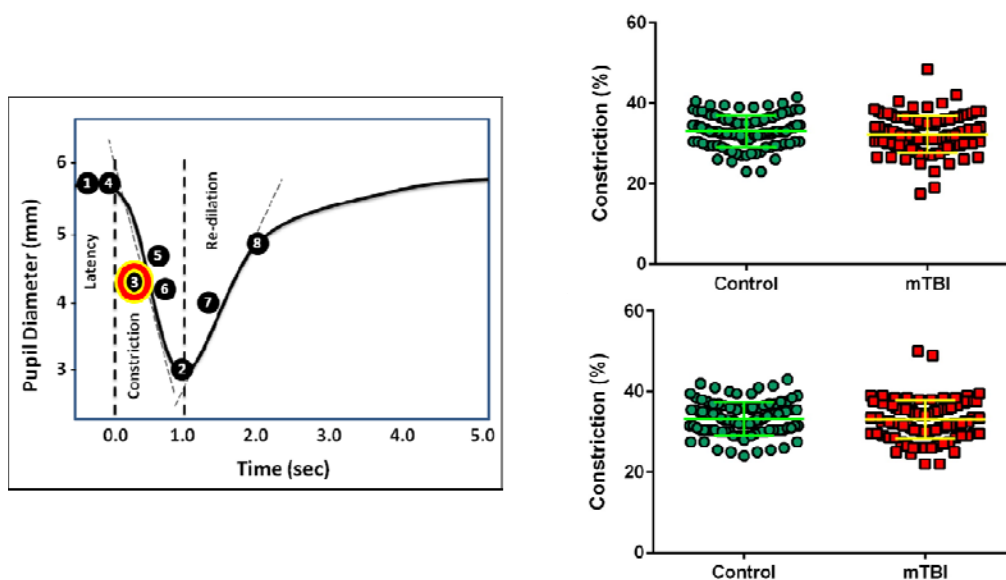 Pupil Diameter (mm)
6
5
4
3
1
4
5
3
6
2
7
8
Latency
Constriction
Re-dilation
0.0
1.0
2.0
3.0
4.0
5.0
Time (sec)
Constriction (%)
60
40
20
0
Control
mTBI
Constriction (%)
60
40
20
0
Control
mTBI